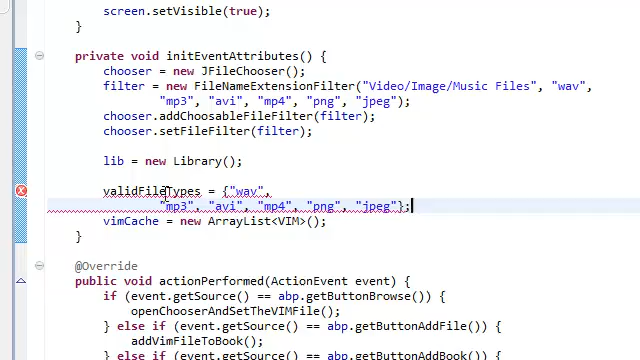 screen.setVisible(true);
}
private void initEventAttributes() {
chooser = new JFileChooser();
filter = new FileNameExtensionFilter("Video/Image/Music Files", "wav",
"mp3", "avi", "mp4", "png", "jpeg");
chooser.addChoosableFileFilter(filter);
chooser.setFileFilter(filter);
lib = new Library();
validFileTypes = {"wav",
"mp3", "avi", "mp4", "png", "jpeg"};
vimCache = new ArrayList<VIM>();
}
@Override
public void actionPerformed(ActionEvent event) {
if (event.getSource() == abp.getButtonBrowse()) {
openChooserAndSetTheVIMFile();
} else if (event.getSource() == abp.getButtonAddFile()) {
addVimFileToBook();
} else if (event.getSource() == abp.getButtonAddBook() {